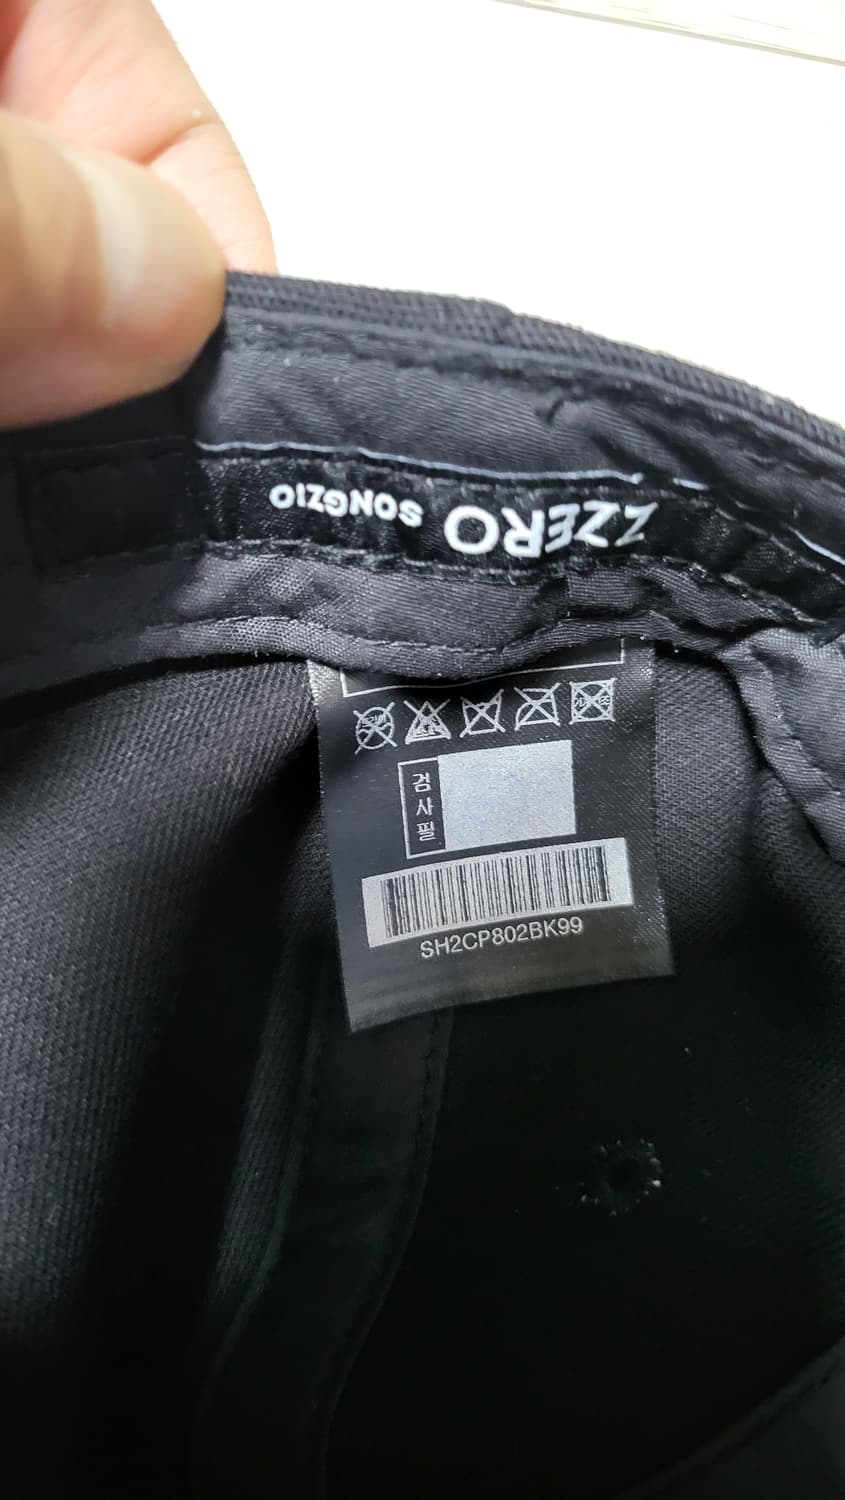 ZZERO SONGZIO
검
사
필
SH2CP802BK99